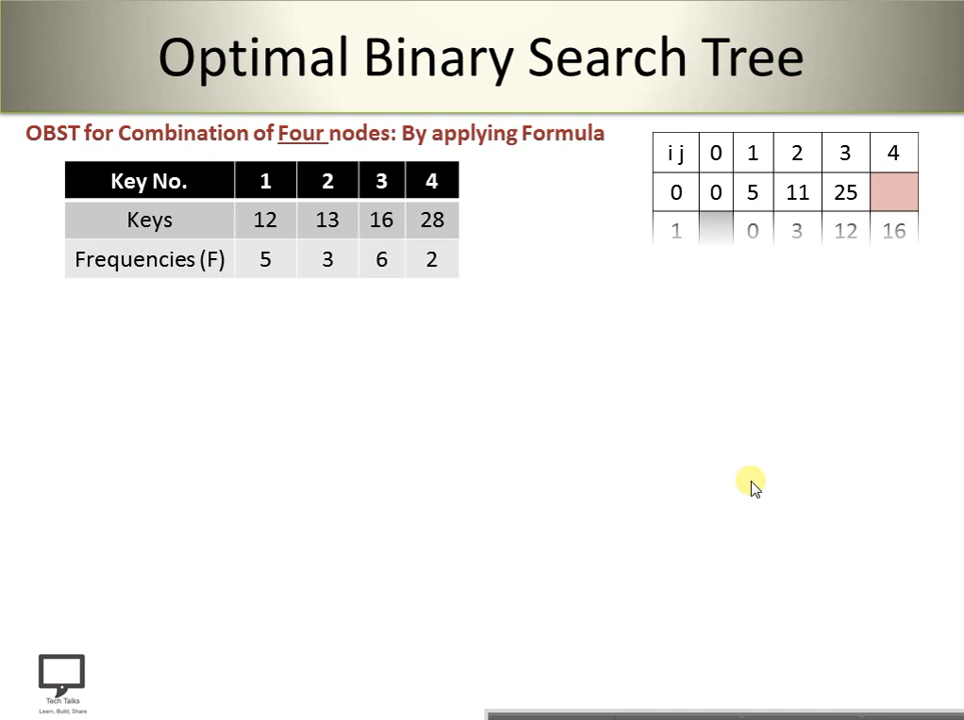 Optimal Binary Search Tree
OBST for Combination of Four nodes: By applying Formula
Key No. 1 2 3 4
Keys 12 13 16 28
Frequencies (F) 5 3 6 2
i j 0 1 2 3 4
0 0 5 11 25
1 0 3 12 16
Tech Talks
Learn, Build, Share